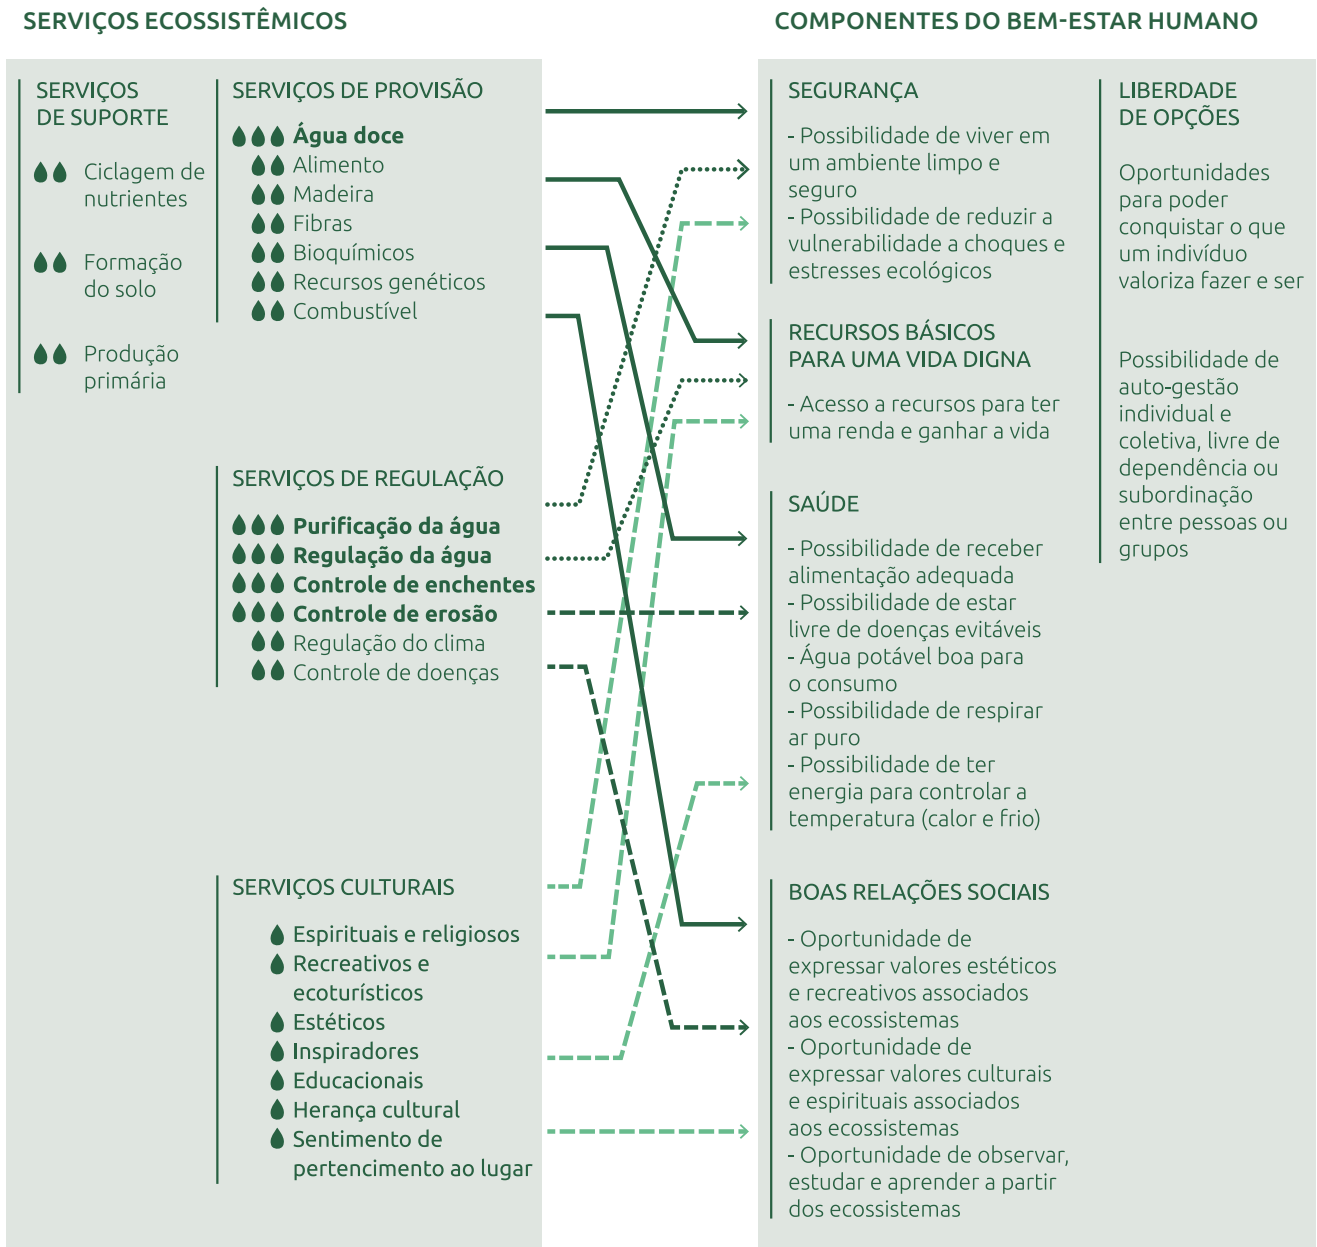 SERVIÇOS ECOSSISTÊMICOS
SERVIÇOS
DE SUPORTE
Ciclagem de
nutrientes
Formação
do solo
Produção
primária
SERVIÇOS DE PROVISÃO
Água doce
Alimento
Madeira
Fibras
Bioquímicos
Recursos genéticos
Combustível
SERVIÇOS DE REGULAÇÃO
Purificação da água
Regulação da água
Controle de enchentes
Controle de erosão
Regulação do clima
Controle de doenças
SERVIÇOS CULTURAIS
Espirituais e religiosos
Recreativos e
ecoturísticos
Estéticos
Inspiradores
Educacionais
Herança cultural
Sentimento de
pertencimento ao lugar
COMPONENTES DO BEM-ESTAR HUMANO
SEGURANÇA
- Possibilidade de viver em
um ambiente limpo e
seguro
- Possibilidade de reduzir a
vulnerabilidade a choques e
estresses ecológicos
RECURSOS BÁSICOS
PARA UMA VIDA DIGNA
- Acesso a recursos para ter
uma renda e ganhar a vida
SAÚDE
- Possibilidade de receber
alimentação adequada
- Possibilidade de estar
livre de doenças evitáveis
- Água potável boa para
o consumo
- Possibilidade de respirar
ar puro
- Possibilidade de ter
energia para controlar a
temperatura (calor e frio)
BOAS RELAÇÕES SOCIAIS
- Oportunidade de
expressar valores estéticos
e recreativos associados
aos ecossistemas
- Oportunidade de
expressar valores culturais
e espirituais associados
aos ecossistemas
- Oportunidade de observar,
estudar e aprender a partir
dos ecossistemas
LIBERDADE
DE OPÇÕES
Oportunidades
para poder
conquistar o que
um indivíduo
valoriza fazer e ser
Possibilidade de
auto-gestão
individual e
coletiva, livre de
dependência ou
subordinação
entre pessoas ou
grupos